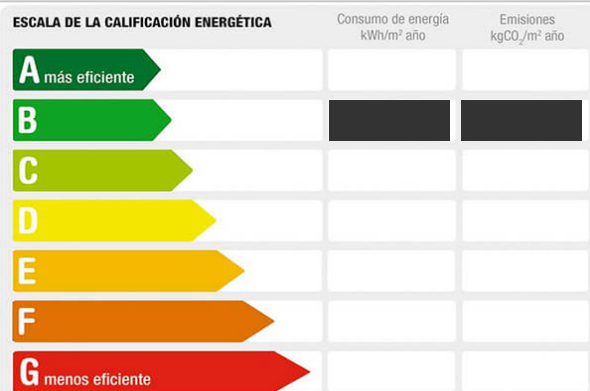 ESCALA DE LA CALIFICACIÓN ENERGÉTICA
Consumo de energía
kWh/m² año
Emisiones
kgCO₂/m² año
A más eficiente
B
C
D
E
F
G menos eficiente